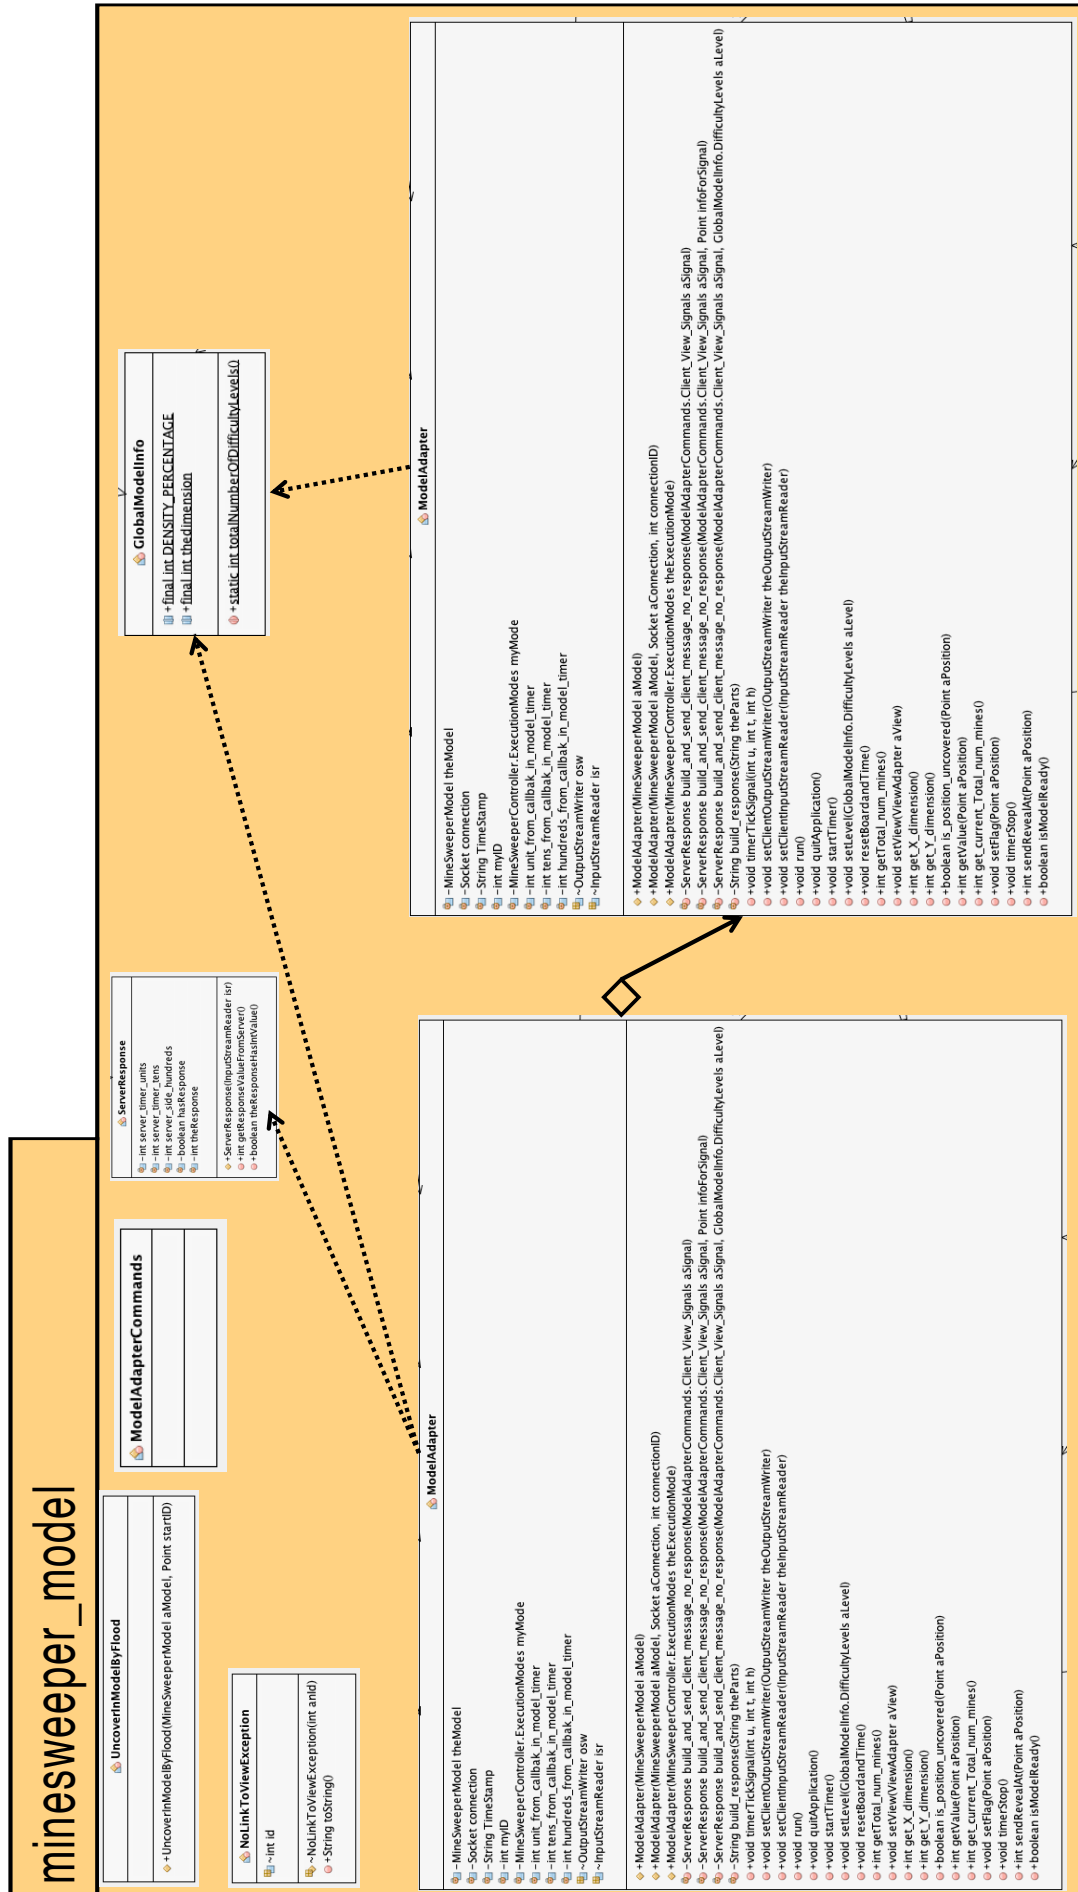 minesweeper_model
UncoverInModelByFlood
+UncoverInModelByFlood(MineSweeperModel aModel, Point startID)
NoLinkToViewException
~int id
~NoLinkToViewException(int anId)
+String toString()
ModelAdapterCommands
ServerResponse
-int server_timer_units
-int server_timer_tens
-int server_side_hundreds
-boolean hasResponse
-int theResponse
+ServerResponse(InputStreamReader isr)
+int getResponseValueFromServer()
+boolean theResponseHasIntValue()
GlobalModelInfo
+final int DENSITY_PERCENTAGE
+final int thedimension
+static int totalNumberOfDifficultyLevels()
ModelAdapter
-MineSweeperModel theModel
-Socket connection
-String TimeStamp
-int myID
-MineSweeperController.ExecutionModes myMode
-int unit_from_callbak_in_model_timer
-int tens_from_callbak_in_model_timer
-int hundreds_from_callbak_in_model_timer
~OutputStreamWriter osw
~InputStreamReader isr
+ModelAdapter(MineSweeperModel aModel)
+ModelAdapter(MineSweeperModel aModel, Socket aConnection, int connectionID)
+ModelAdapter(MineSweeperController.ExecutionModes theExecutionMode)
-ServerResponse build_and_send_client_message_no_response(ModelAdapterCommands.Client_View_Signals aSignal)
-ServerResponse build_and_send_client_message_no_response(ModelAdapterCommands.Client_View_Signals aSignal, Point infoForSignal)
-ServerResponse build_and_send_client_message_no_response(ModelAdapterCommands.Client_View_Signals aSignal, GlobalModelInfo.DifficultyLevels aLevel)
-String build_response(String theParts)
+void timerTickSignal(int u, int t, int h)
+void setClientOutputStreamWriter(OutputStreamWriter theOutputStreamWriter)
+void setClientInputStreamReader(InputStreamReader theInputStreamReader)
+void run()
+void quitApplication()
+void startTimer()
+void setLevel(GlobalModelInfo.DifficultyLevels aLevel)
+void resetBoardandTime()
+int getTotal_num_mines()
+void setView(ViewAdapter aView)
+int get_X_dimension()
+int get_Y_dimension()
+boolean is_position_uncovered(Point aPosition)
+int getValue(Point aPosition)
+int get_current_Total_num_mines()
+void setFlag(Point aPosition)
+void timerStop()
+int sendRevealAt(Point aPosition)
+boolean isModelReady()
ModelAdapter
-MineSweeperModel theModel
-Socket connection
-String TimeStamp
-int myID
-MineSweeperController.ExecutionModes myMode
-int unit_from_callbak_in_model_timer
-int tens_from_callbak_in_model_timer
-int hundreds_from_callbak_in_model_timer
~OutputStreamWriter osw
~InputStreamReader isr
+ModelAdapter(MineSweeperModel aModel)
+ModelAdapter(MineSweeperModel aModel, Socket aConnection, int connectionID)
+ModelAdapter(MineSweeperController.ExecutionModes theExecutionMode)
-ServerResponse build_and_send_client_message_no_response(ModelAdapterCommands.Client_View_Signals aSignal)
-ServerResponse build_and_send_client_message_no_response(ModelAdapterCommands.Client_View_Signals aSignal, Point infoForSignal)
-ServerResponse build_and_send_client_message_no_response(ModelAdapterCommands.Client_View_Signals aSignal, GlobalModelInfo.DifficultyLevels aLevel)
-String build_response(String theParts)
+void timerTickSignal(int u, int t, int h)
+void setClientOutputStreamWriter(OutputStreamWriter theOutputStreamWriter)
+void setClientInputStreamReader(InputStreamReader theInputStreamReader)
+void run()
+void quitApplication()
+void startTimer()
+void setLevel(GlobalModelInfo.DifficultyLevels aLevel)
+void resetBoardandTime()
+int getTotal_num_mines()
+void setView(ViewAdapter aView)
+int get_X_dimension()
+int get_Y_dimension()
+boolean is_position_uncovered(Point aPosition)
+int getValue(Point aPosition)
+int get_current_Total_num_mines()
+void setFlag(Point aPosition)
+void timerStop()
+int sendRevealAt(Point aPosition)
+boolean isModelReady()